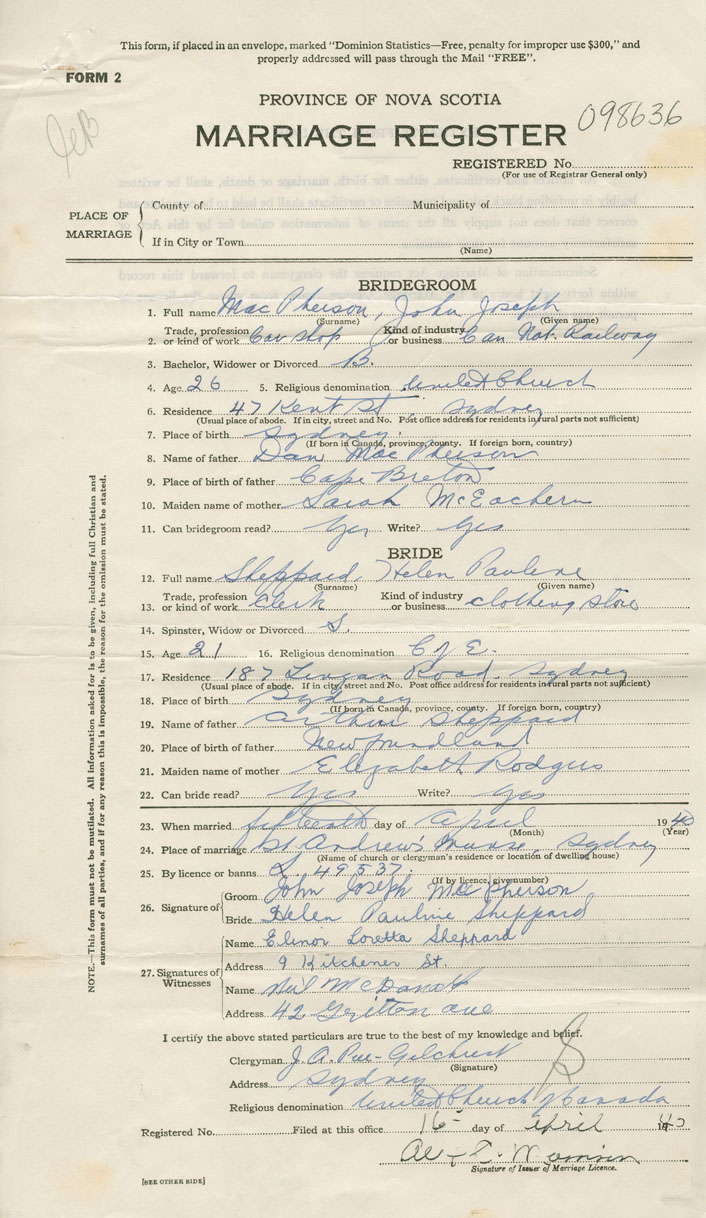 This form, if placed in an envelope, marked "Dominion Statistics—Free, penalty for improper use $300," and
properly addressed will pass through the Mail "FREE".
FORM 2
PROVINCE OF NOVA SCOTIA
MARRIAGE REGISTER 098636
REGISTERED No.
(For use of Registrar General only)
PLACE OF MARRIAGE
County of Municipality of
If in City or Town
(Name)
BRIDEGROOM
1. Full name MacPherson, John Joseph
(Surname) (Given name)
2. Trade, profession or kind of work Car shop Kind of industry or business Can Nat. Railway
3. Bachelor, Widower or Divorced B.
4. Age 26 5. Religious denomination United Church
6. Residence 47 Kent St, Sydney
(Usual place of abode. If in city, street and No. Post office address for residents in rural parts not sufficient)
7. Place of birth Sydney.
(If born in Canada, province, county. If foreign born, country)
8. Name of father Dan MacPherson
9. Place of birth of father Cape Breton
10. Maiden name of mother Sarah McEachern
11. Can bridegroom read? Yes Write? Yes
BRIDE
12. Full name Sheppard, Helen Pauline
(Surname) (Given name)
13. Trade, profession or kind of work Clerk Kind of industry or business clothing store
14. Spinster, Widow or Divorced S.
15. Age 21 16. Religious denomination C of E.
17. Residence 187 Lingan Road, Sydney
(Usual place of abode. If in city, street and No. Post office address for residents in rural parts not sufficient)
18. Place of birth Sydney
(If born in Canada, province, county. If foreign born, country)
19. Name of father Arthur Sheppard
20. Place of birth of father Newfoundland
21. Maiden name of mother Elizabeth Rodgers
22. Can bride read? Yes Write? Yes
23. When married fifteenth day of April 1940
(Month) (Year)
24. Place of marriage St. Andrew's Manse, Sydney
(Name of church or clergyman's residence or location of dwelling house)
25. By licence or banns L. 49537.
(If by licence, give number)
26. Signature of
Groom John Joseph MacPherson
Bride Helen Pauline Sheppard
27. Signatures of Witnesses
Name Elinor Loretta Sheppard
Address 9 Kitchener St.
Name Neil
Address 42 ave
I certify the above stated particulars are true to the best of my knowledge and belief.
Clergyman J. A. Gilchrist
(Signature)
Address Sydney
Religious denomination United Church of Canada
Registered No. Filed at this office 16 day of April 1940
Signature of Issuer of Marriage Licence.
[SEE OTHER SIDE]
NOTE.—This form must not be mutilated. All information asked for is to be given, including full Christian and
surnames of all parties, and if for any reason this is impossible, the reason for the omission must be stated.